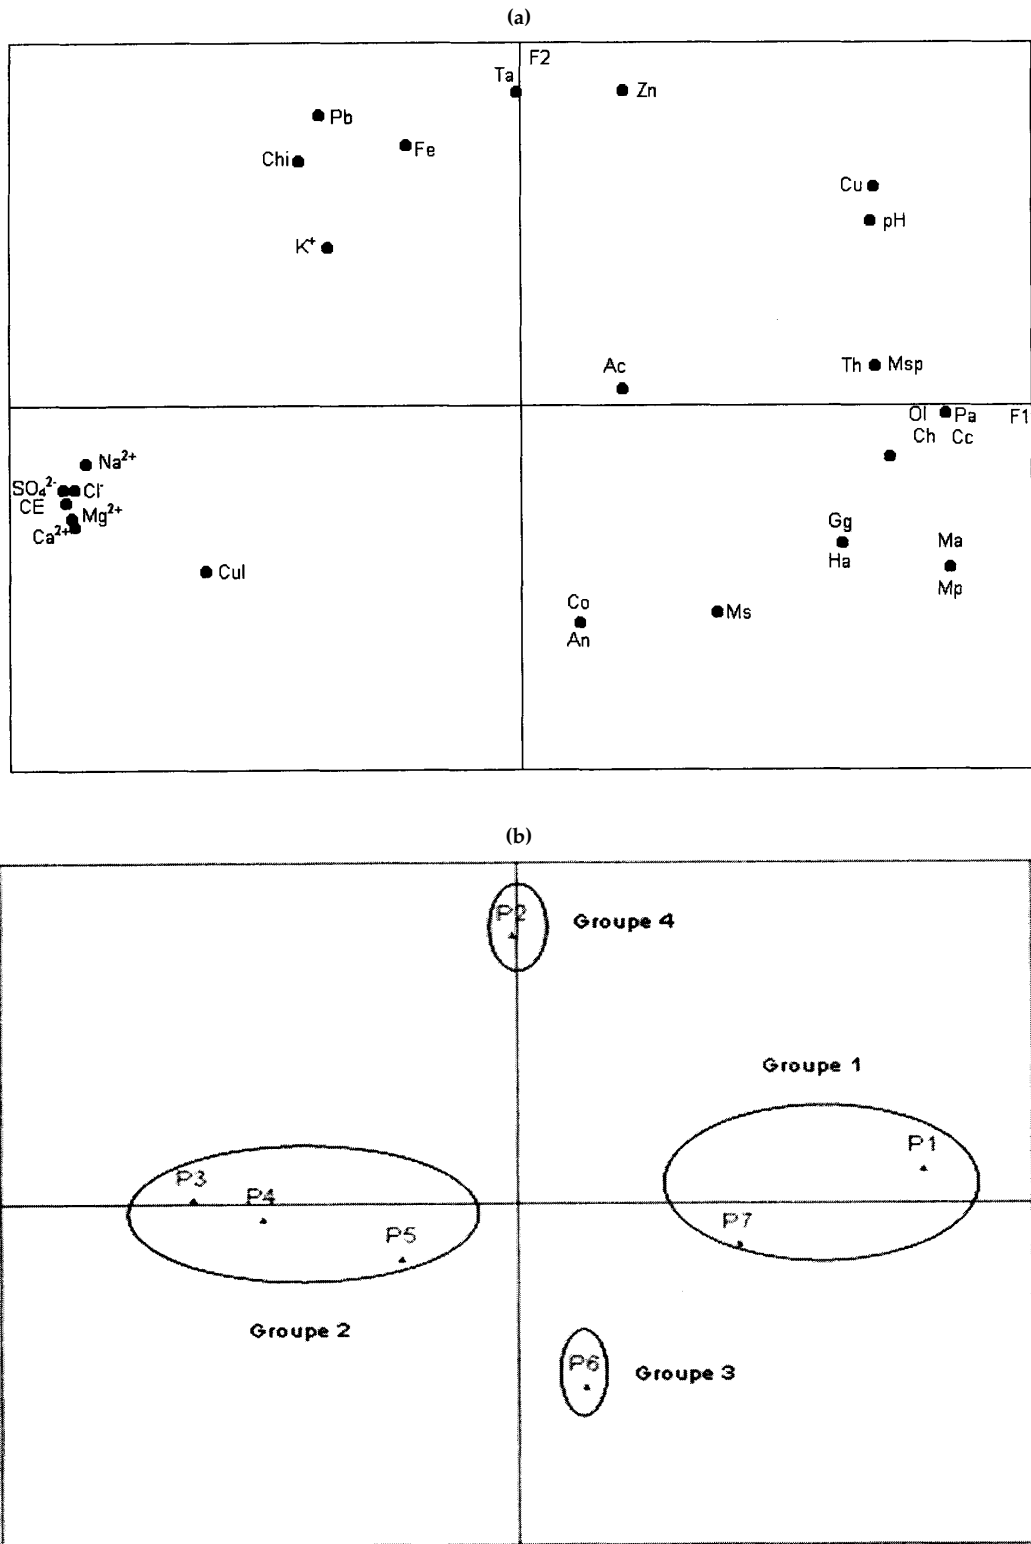 (a)
F2
Ta
Zn
Pb
Fe
Chi
Cu
pH
K⁺
Ac
Th Msp
Ol Pa
F1
Ch Cc
Na²⁺
SO₄²⁻ Cl⁻
CE
Mg²⁺
Ca²⁺
Gg
Ha
Ma
Mp
Cul
Co
An
Ms
(b)
P2
Groupe 4
Groupe 1
P1
P3
P4
P5
P7
Groupe 2
P6
Groupe 3